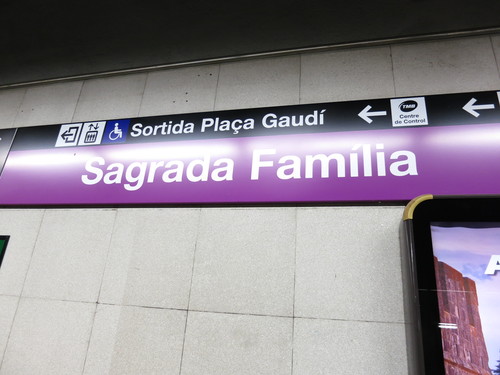 Sortida Plaça Gaudí
TMB
Centre
de Control
Sagrada Família
A